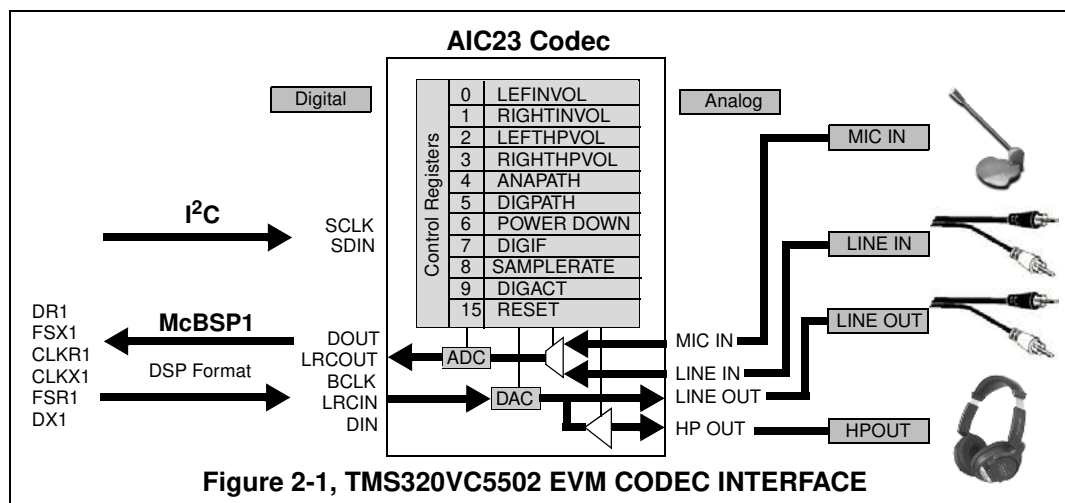 AIC23 Codec
Digital
Analog
Control Registers
0 LEFINVOL
1 RIGHTINVOL
2 LEFTHPVOL
3 RIGHTHPVOL
4 ANAPATH
5 DIGPATH
6 POWER DOWN
7 DIGIF
8 SAMPLERATE
9 DIGACT
15 RESET
I²C
SCLK
SDIN
DR1
FSX1
CLKR1
CLKX1
FSR1
DX1
McBSP1
DSP Format
DOUT
LRCOUT
BCLK
LRCIN
DIN
ADC
DAC
MIC IN
LINE IN
LINE OUT
HP OUT
MIC IN
LINE IN
LINE OUT
HPOUT
Figure 2-1, TMS320VC5502 EVM CODEC INTERFACE